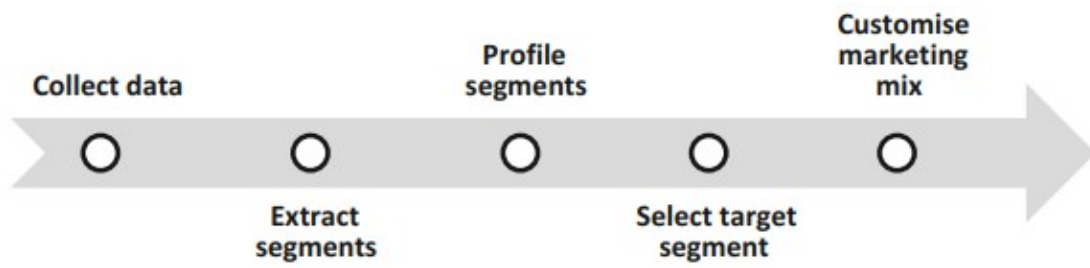 Collect data
Extract
segments
Profile
segments
Select target
segment
Customise
marketing
mix